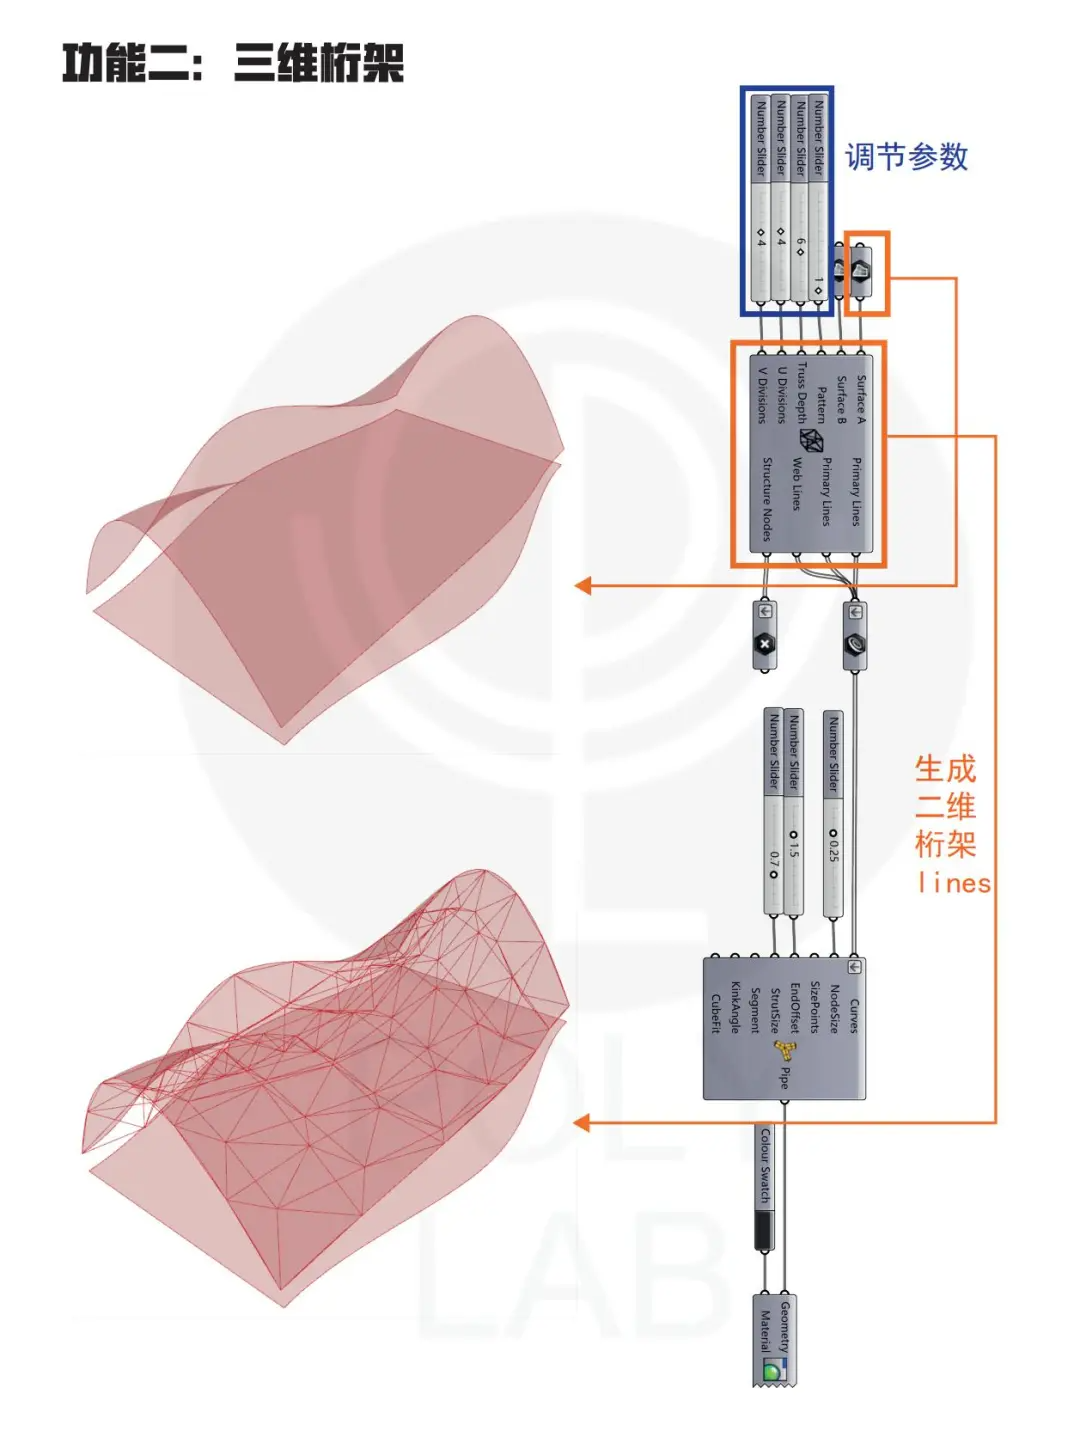 功能二：三维桁架
调节参数
Number Slider
Number Slider
Number Slider
Number Slider
4
4
6
1
Surface A
Surface B
Pattern
Truss Depth
U Divisions
V Divisions
Primary Lines
Primary Lines
Web Lines
Structure Nodes
生成
二维
桁架
lines
Number Slider
Number Slider
Number Slider
0.7
1.5
0.25
Curves
NodeSize
SizePoints
EndOffset
StrutSize
Segment
KinkAngle
CubeFit
Pipe
Colour Swatch
Geometry
Material
LAB